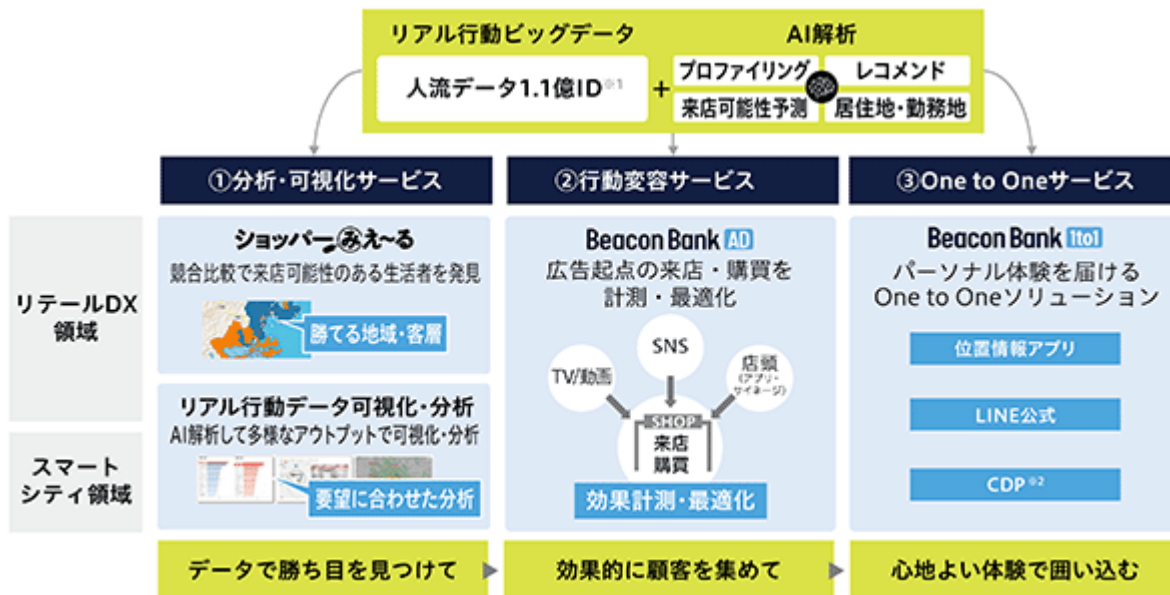 リアル行動ビッグデータ
人流データ1.1億ID※1
+
AI解析
プロファイリング
レコメンド
来店可能性予測
居住地・勤務地
①分析・可視化サービス
②行動変容サービス
③One to Oneサービス
リテールDX
領域
スマート
シティ領域
ショッパーみえ~る
競合比較で来店可能性のある生活者を発見
勝てる地域・客層
リアル行動データ可視化・分析
AI解析して多様なアウトプットで可視化・分析
要望に合わせた分析
Beacon Bank AD
広告起点の来店・購買を
計測・最適化
TV/動画
SNS
店頭
(アプリ・
サイネージ)
SHOP
来店
購買
効果計測・最適化
Beacon Bank 1to1
パーソナル体験を届ける
One to Oneソリューション
位置情報アプリ
LINE公式
CDP※2
データで勝ち目を見つけて
効果的に顧客を集めて
心地よい体験で囲い込む